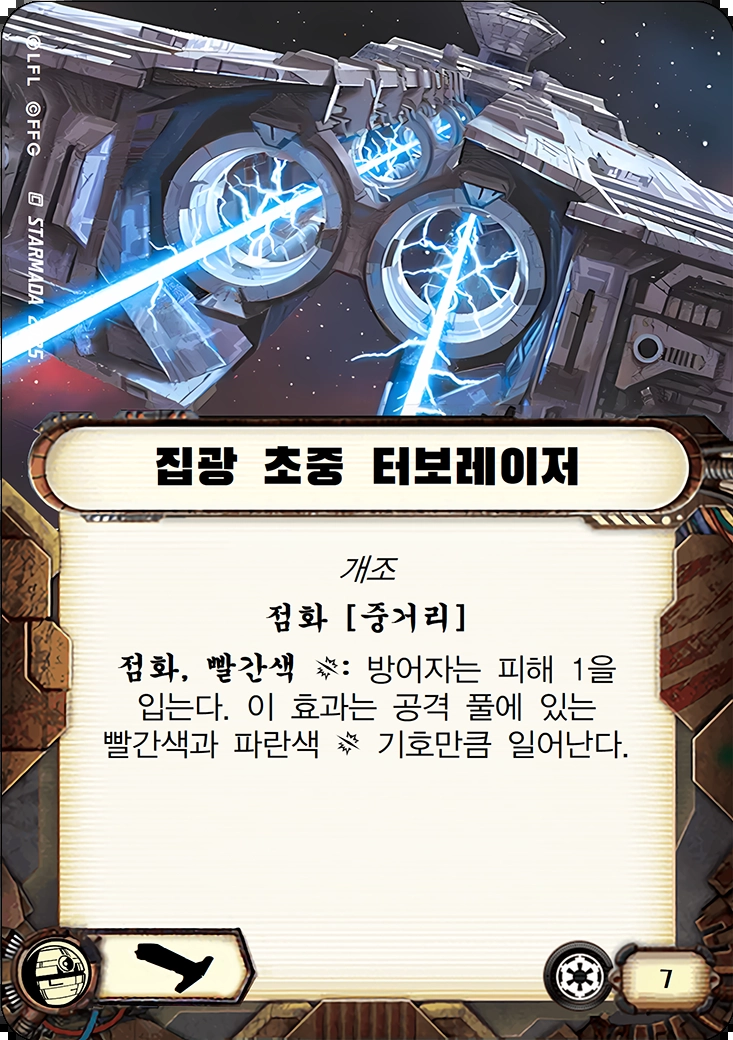 ©LFL ©FFG
STARMADA
집광 초중 터보레이저
개조
점화 [중거리]
점화, 빨간색 : 방어자는 피해 1을
입는다. 이 효과는 공격 풀에 있는
빨간색과 파란색 기호만큼 일어난다.
7